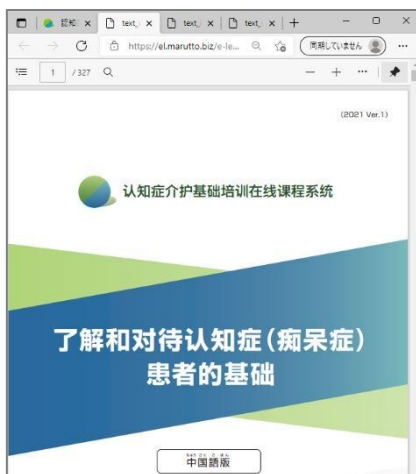 認知
text_
text_
text_
https://el.marutto.biz/e-le...
同期していません
1 / 327
(2021 Ver.1)
认知症介护基础培训在线课程系统
了解和对待认知症(痴呆症)
患者的基础
中国語版